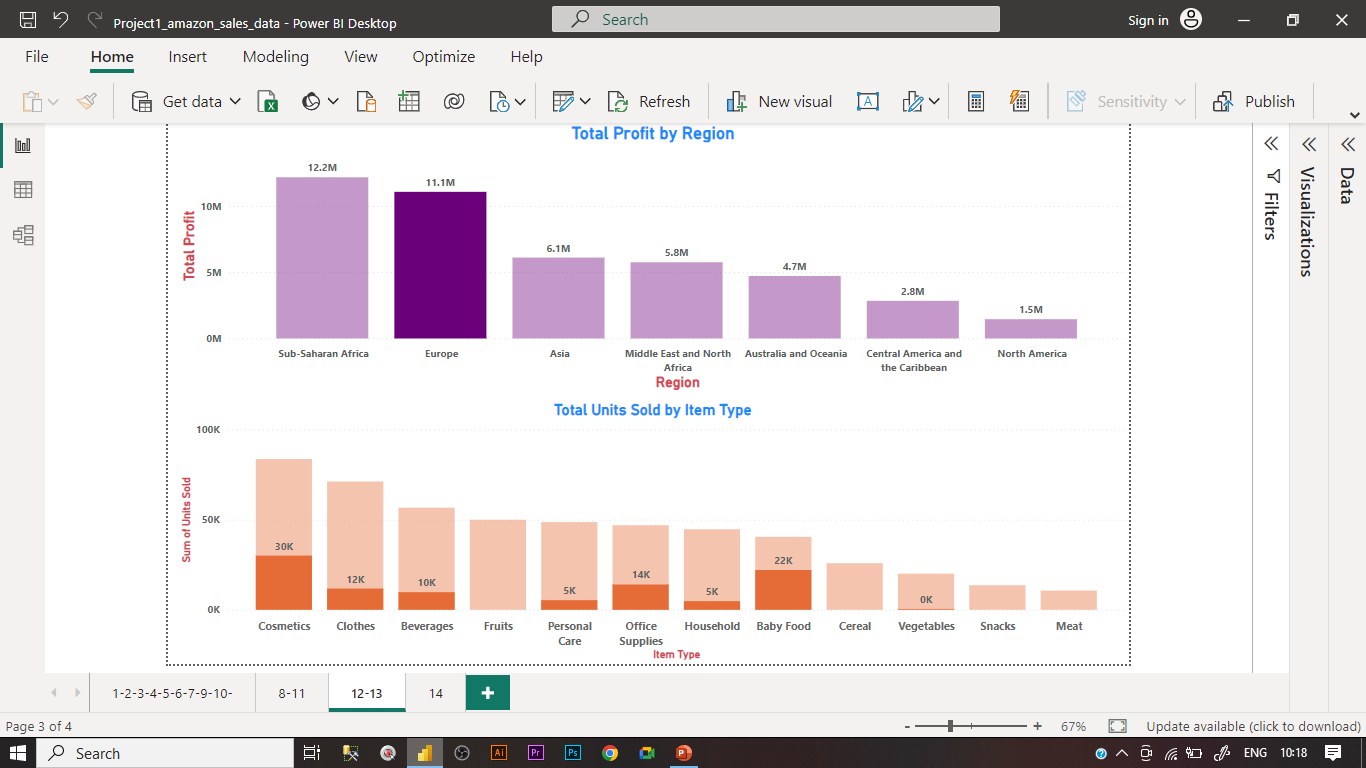 Project1_amazon_sales_data - Power BI Desktop
Search
Sign in
File Home Insert Modeling View Optimize Help
Get data Refresh New visual Sensitivity Publish
Total Profit by Region
Total Profit
10M
5M
0M
12.2M 11.1M 6.1M 5.8M 4.7M 2.8M 1.5M
Sub-Saharan Africa Europe Asia Middle East and North Africa Australia and Oceania Central America and the Caribbean North America
Region
Total Units Sold by Item Type
Sum of Units Sold
100K
50K
0K
30K 12K 10K 5K 14K 5K 22K 0K
Cosmetics Clothes Beverages Fruits Personal Care Office Supplies Household Baby Food Cereal Vegetables Snacks Meat
Item Type
Filters
Visualizations
Data
1-2-3-4-5-6-7-9-10- 8-11 12-13 14
Page 3 of 4
- + 67% Update available (click to download)
Search
Ai Pr Ps
ENG 10:18